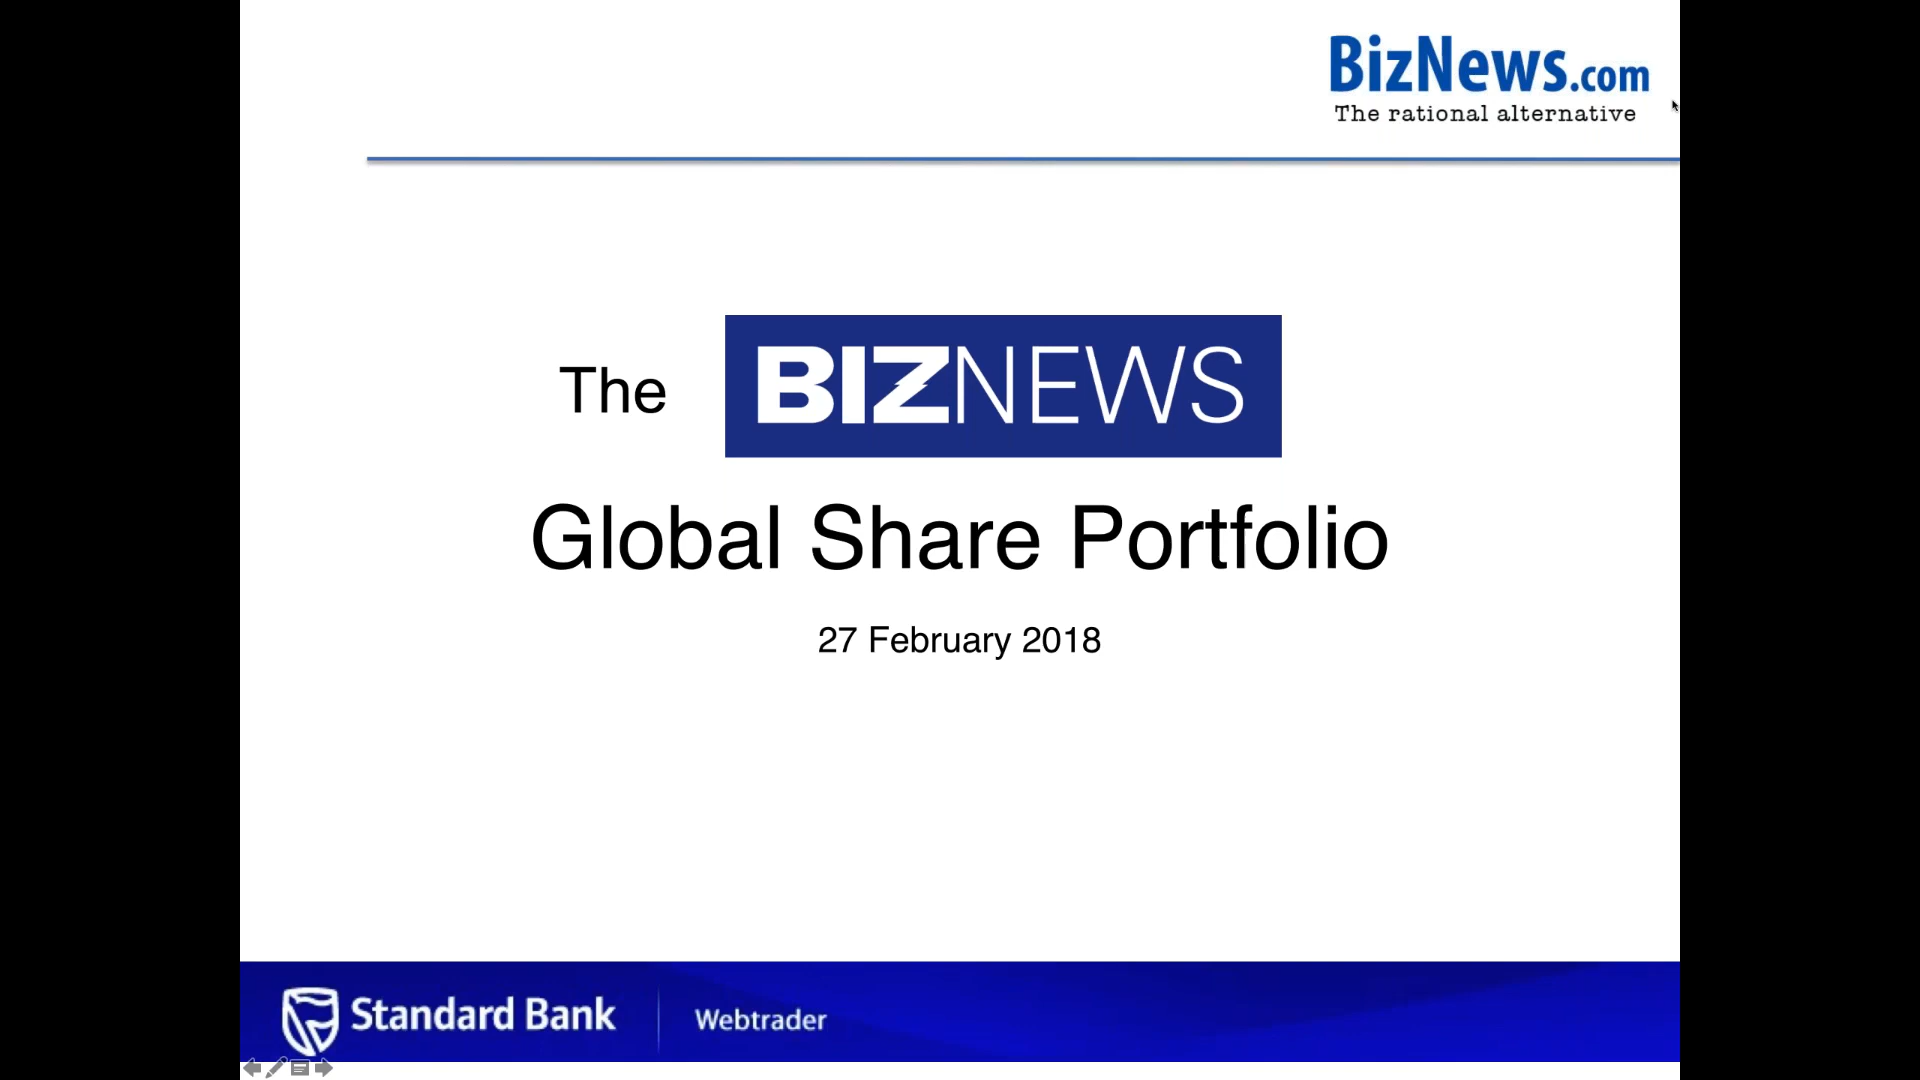 BizNews.com
The rational alternative
The BIZNEWS
Global Share Portfolio
27 February 2018
Standard Bank Webtrader